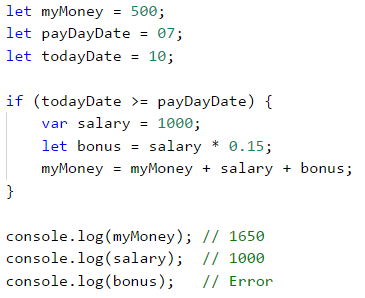 let myMoney = 500;
let payDayDate = 07;
let todayDate = 10;
if (todayDate >= payDayDate) {
var salary = 1000;
let bonus = salary * 0.15;
myMoney = myMoney + salary + bonus;
}
console.log(myMoney); // 1650
console.log(salary);  // 1000
console.log(bonus);   // Error